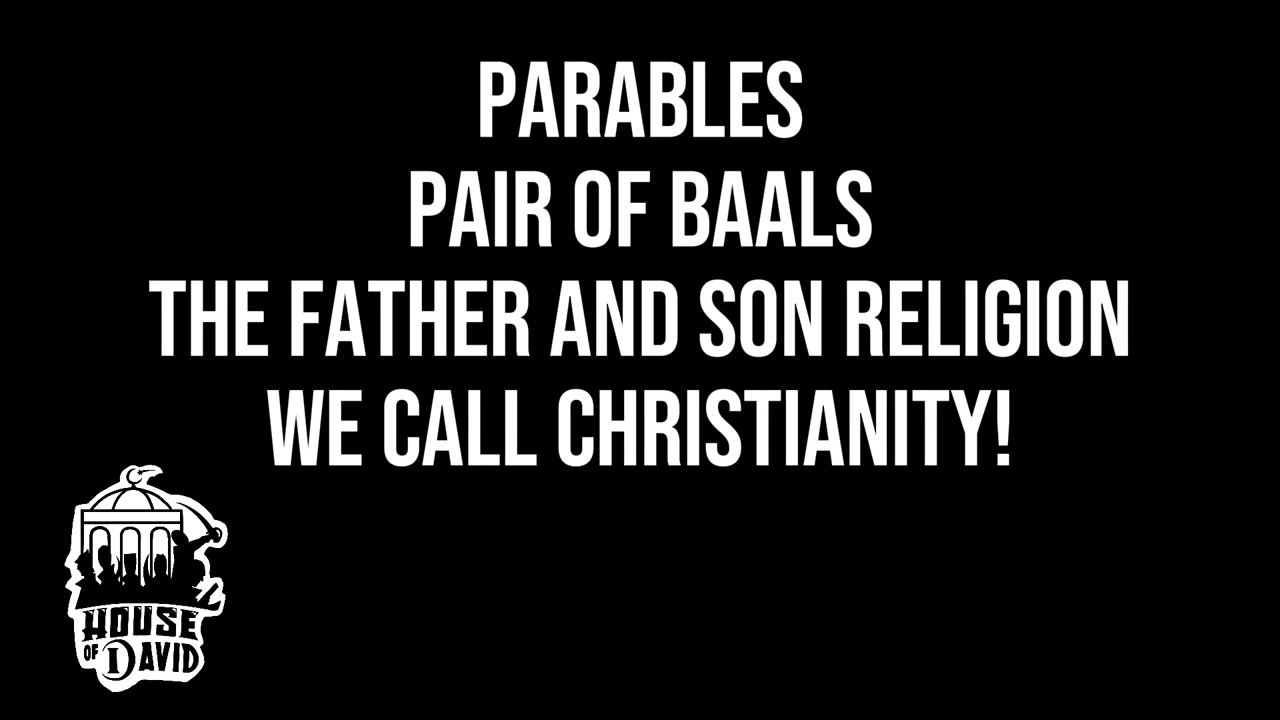 PARABLES
PAIR OF BAALS
THE FATHER AND SON RELIGION
WE CALL CHRISTIANITY!
HOUSE
OF DAVID